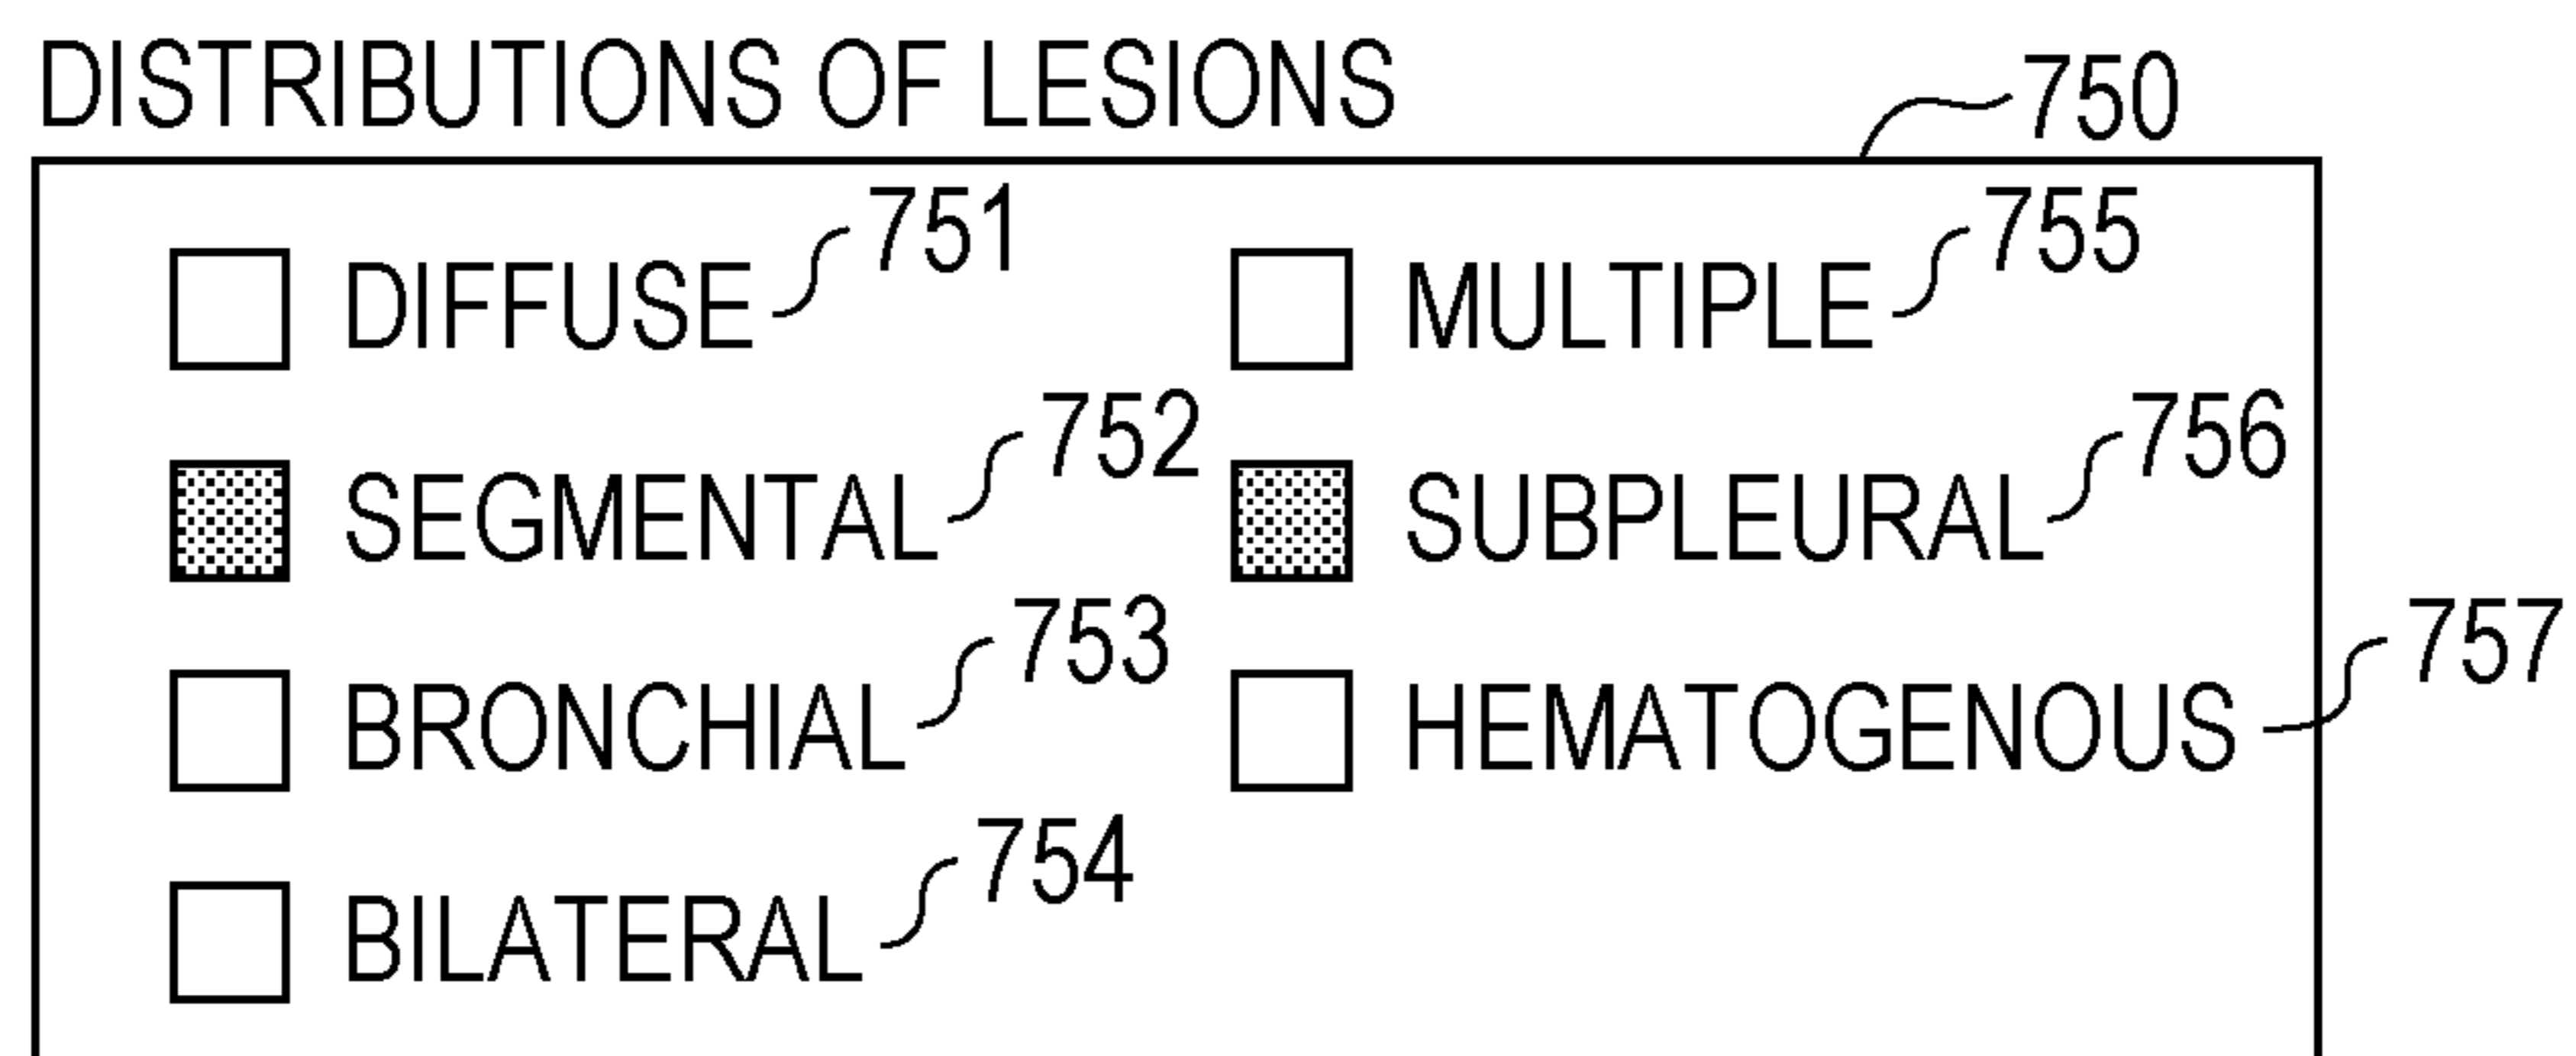 DISTRIBUTIONS OF LESIONS
750
DIFFUSE 751
MULTIPLE 755
SEGMENTAL 752
SUBPLEURAL 756
BRONCHIAL 753
HEMATOGENOUS 757
BILATERAL 754